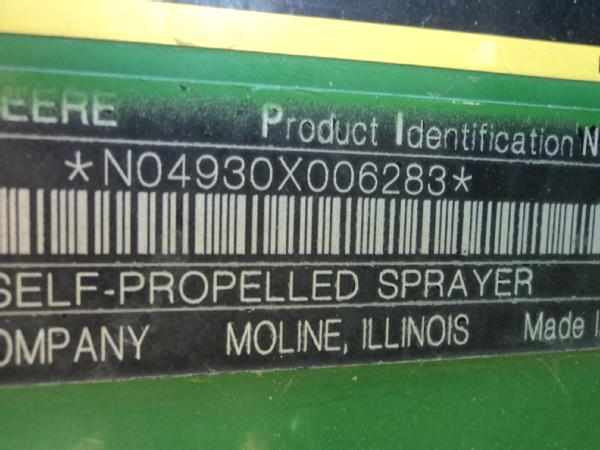 EERE Product Identification N
*N04930X006283*
SELF-PROPELLED SPRAYER
OMPANY MOLINE, ILLINOIS Made I